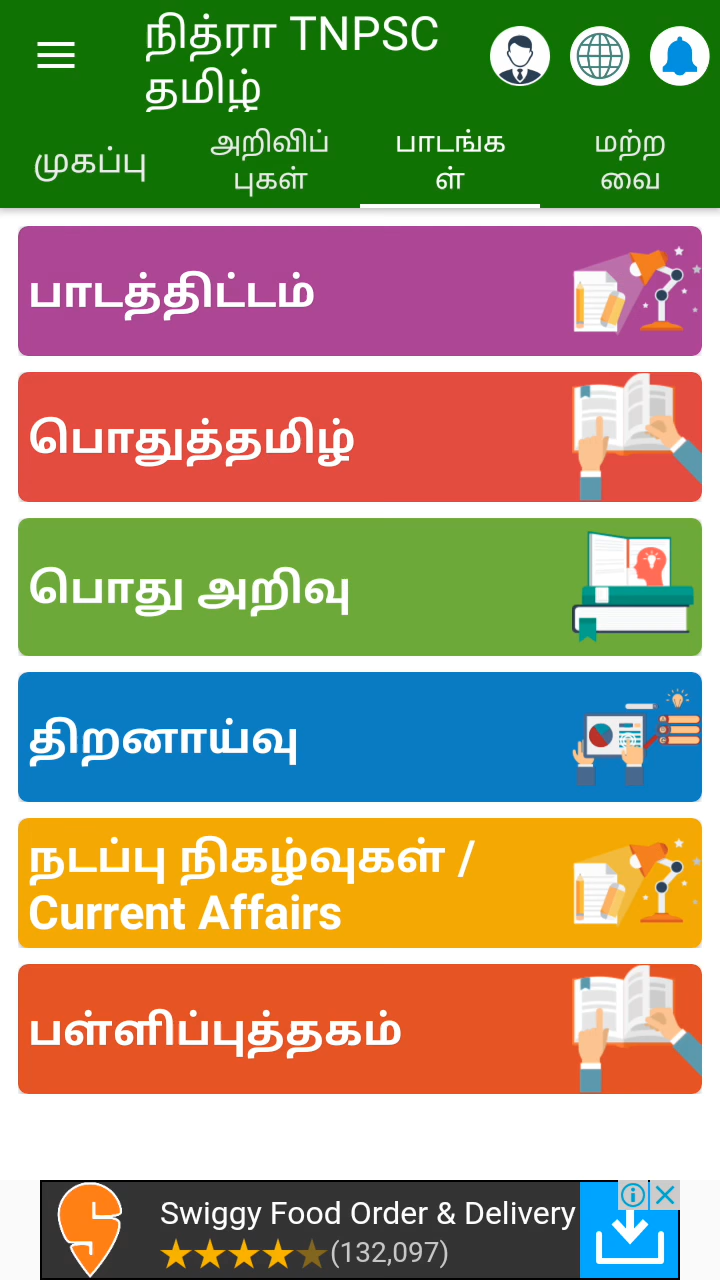 நித்ரா TNPSC
தமிழ்
முகப்பு
அறிவிப்
புகள்
பாடங்க
ள்
மற்ற
வை
பாடத்திட்டம்
பொதுத்தமிழ்
பொது அறிவு
திறனாய்வு
நடப்பு நிகழ்வுகள் /
Current Affairs
பள்ளிப்புத்தகம்
Swiggy Food Order & Delivery
(132,097)